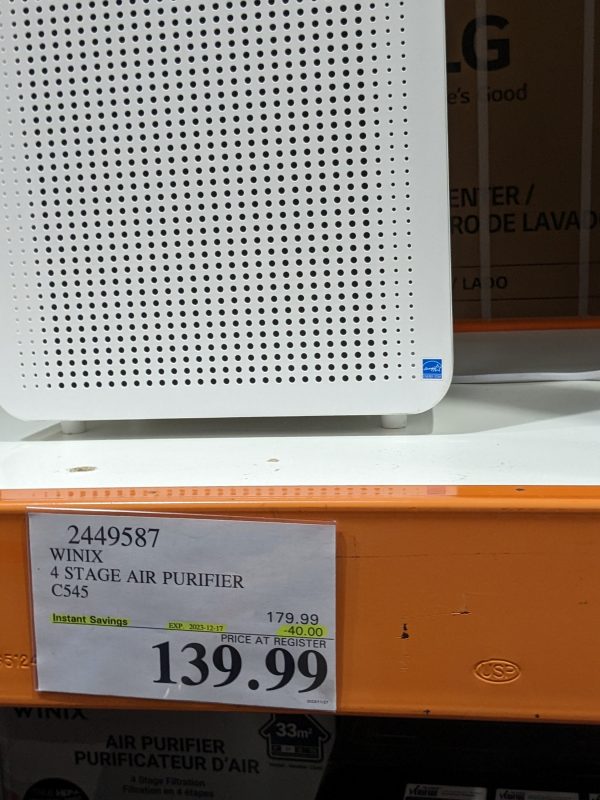 LG
e's Good
ENTER /
RO DE LAVAD
/ LADO
2449587
WINIX
4 STAGE AIR PURIFIER
C545
179.99
Instant Savings EXP. 2023-12-17 -40.00
PRICE AT REGISTER
139.99
USP
WINIX
33m²
AIR PURIFIER
PURIFICATEUR D'AIR
4 Stage Filtration
Filtration en 4 étapes